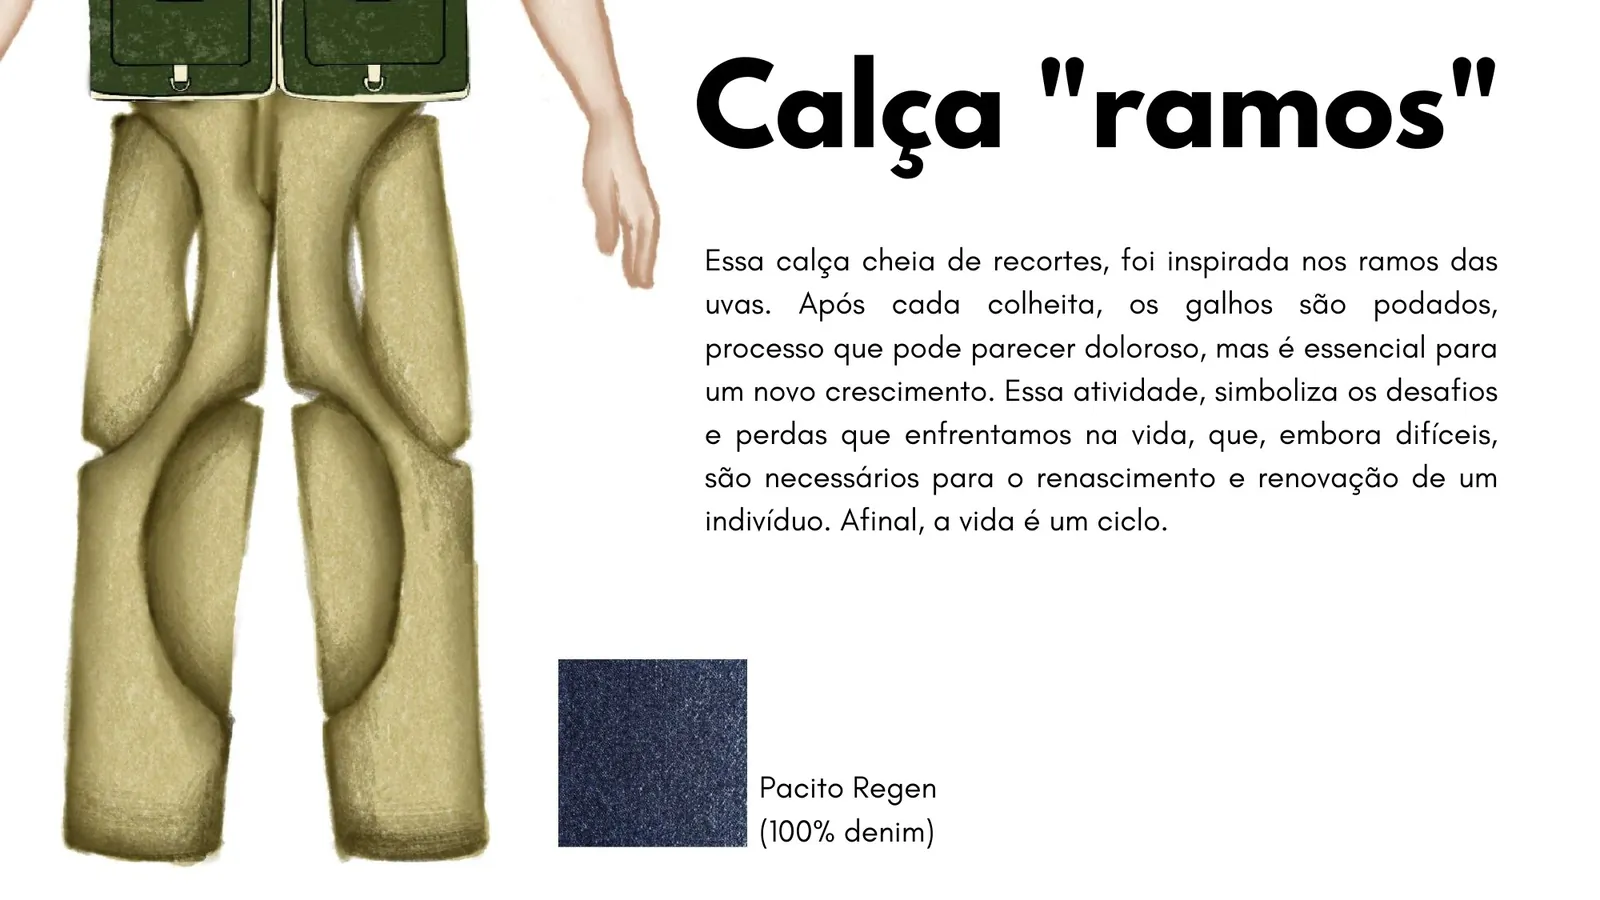 Calça "ramos"
Essa calça cheia de recortes, foi inspirada nos ramos das
uvas. Após cada colheita, os galhos são podados,
processo que pode parecer doloroso, mas é essencial para
um novo crescimento. Essa atividade, simboliza os desafios
e perdas que enfrentamos na vida, que, embora difíceis,
são necessários para o renascimento e renovação de um
indivíduo. Afinal, a vida é um ciclo.
Pacito Regen
(100% denim)